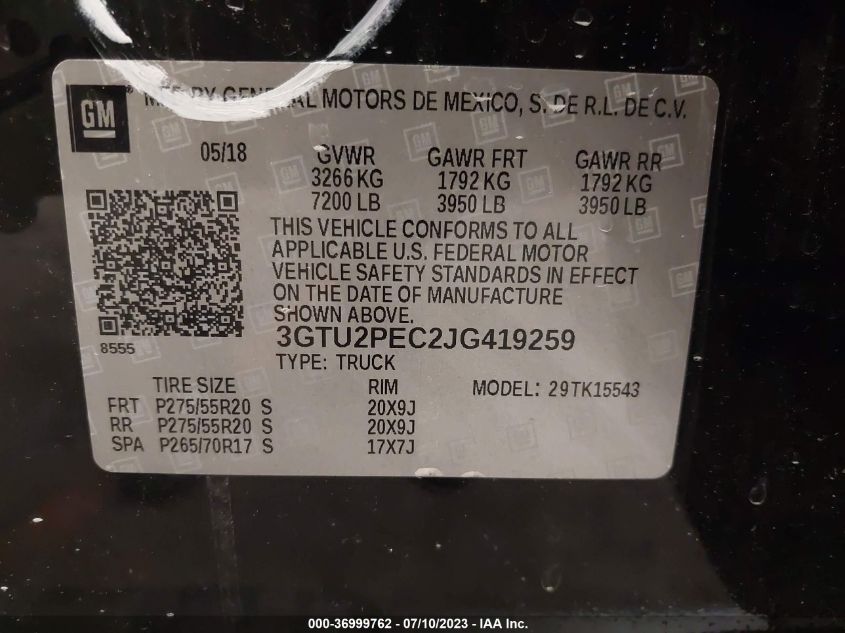 GM ® MFD BY GENERAL MOTORS DE MEXICO, S. DE R.L. DE C.V.
05/18 GVWR GAWR FRT GAWR RR
3266 KG 1792 KG 1792 KG
7200 LB 3950 LB 3950 LB
THIS VEHICLE CONFORMS TO ALL
APPLICABLE U.S. FEDERAL MOTOR
VEHICLE SAFETY STANDARDS IN EFFECT
ON THE DATE OF MANUFACTURE
SHOWN ABOVE.
8555
3GTU2PEC2JG419259
TYPE: TRUCK
TIRE SIZE RIM MODEL: 29TK15543
FRT P275/55R20 S 20X9J
RR P275/55R20 S 20X9J
SPA P265/70R17 S 17X7J
000-36999762 - 07/10/2023 - IAA Inc.